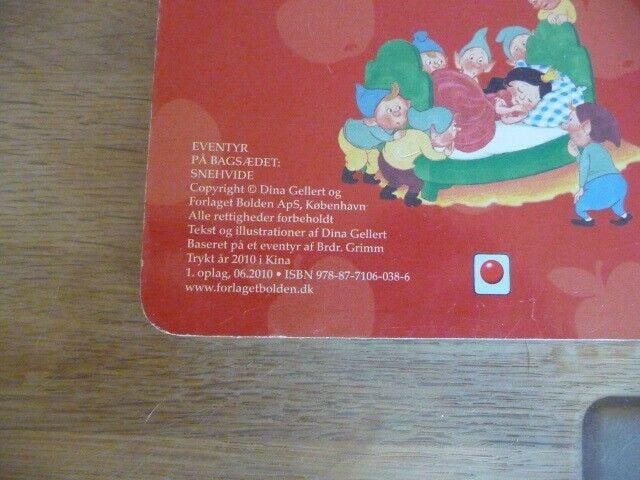 EVENTYR
PÅ BAGSÆDET:
SNEHVIDE
Copyright © Dina Gellert og
Forlaget Bolden ApS, København
Alle rettigheder forbeholdt
Tekst og illustrationer af Dina Gellert
Baseret på et eventyr af Brdr. Grimm
Trykt år 2010 i Kina
1. oplag, 06.2010 • ISBN 978-87-7106-038-6
www.forlagetbolden.dk